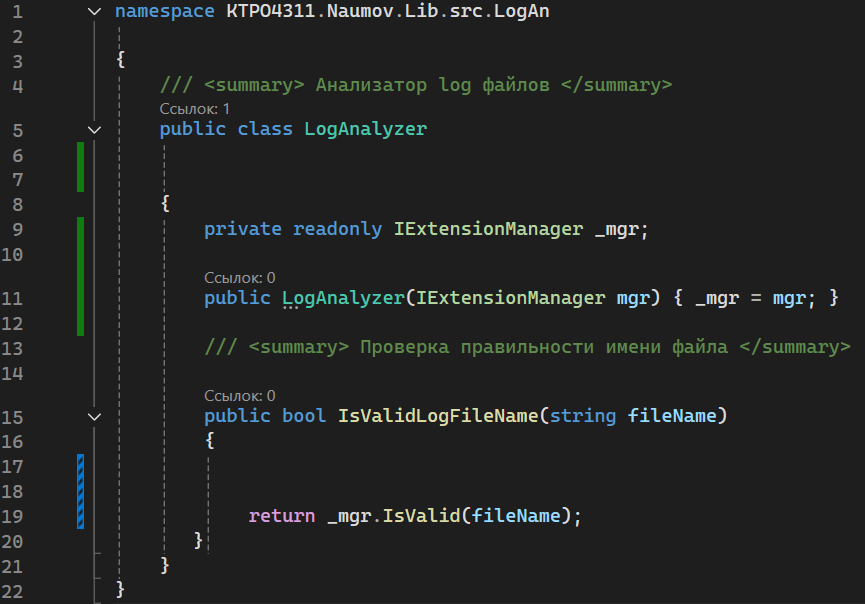 1 namespace КТРО4311.Naumov.Lib.src.LogAn
2
3 {
4 /// <summary> Анализатор log файлов </summary>
Ссылок: 1
5 public class LogAnalyzer
6
7
8 {
9 private readonly IExtensionManager _mgr;
10
Ссылок: 0
11 public LogAnalyzer(IExtensionManager mgr) { _mgr = mgr; }
12
13 /// <summary> Проверка правильности имени файла </summary>
14
Ссылок: 0
15 public bool IsValidLogFileName(string fileName)
16 {
17
18
19 return _mgr.IsValid(fileName);
20 }
21 }
22 }